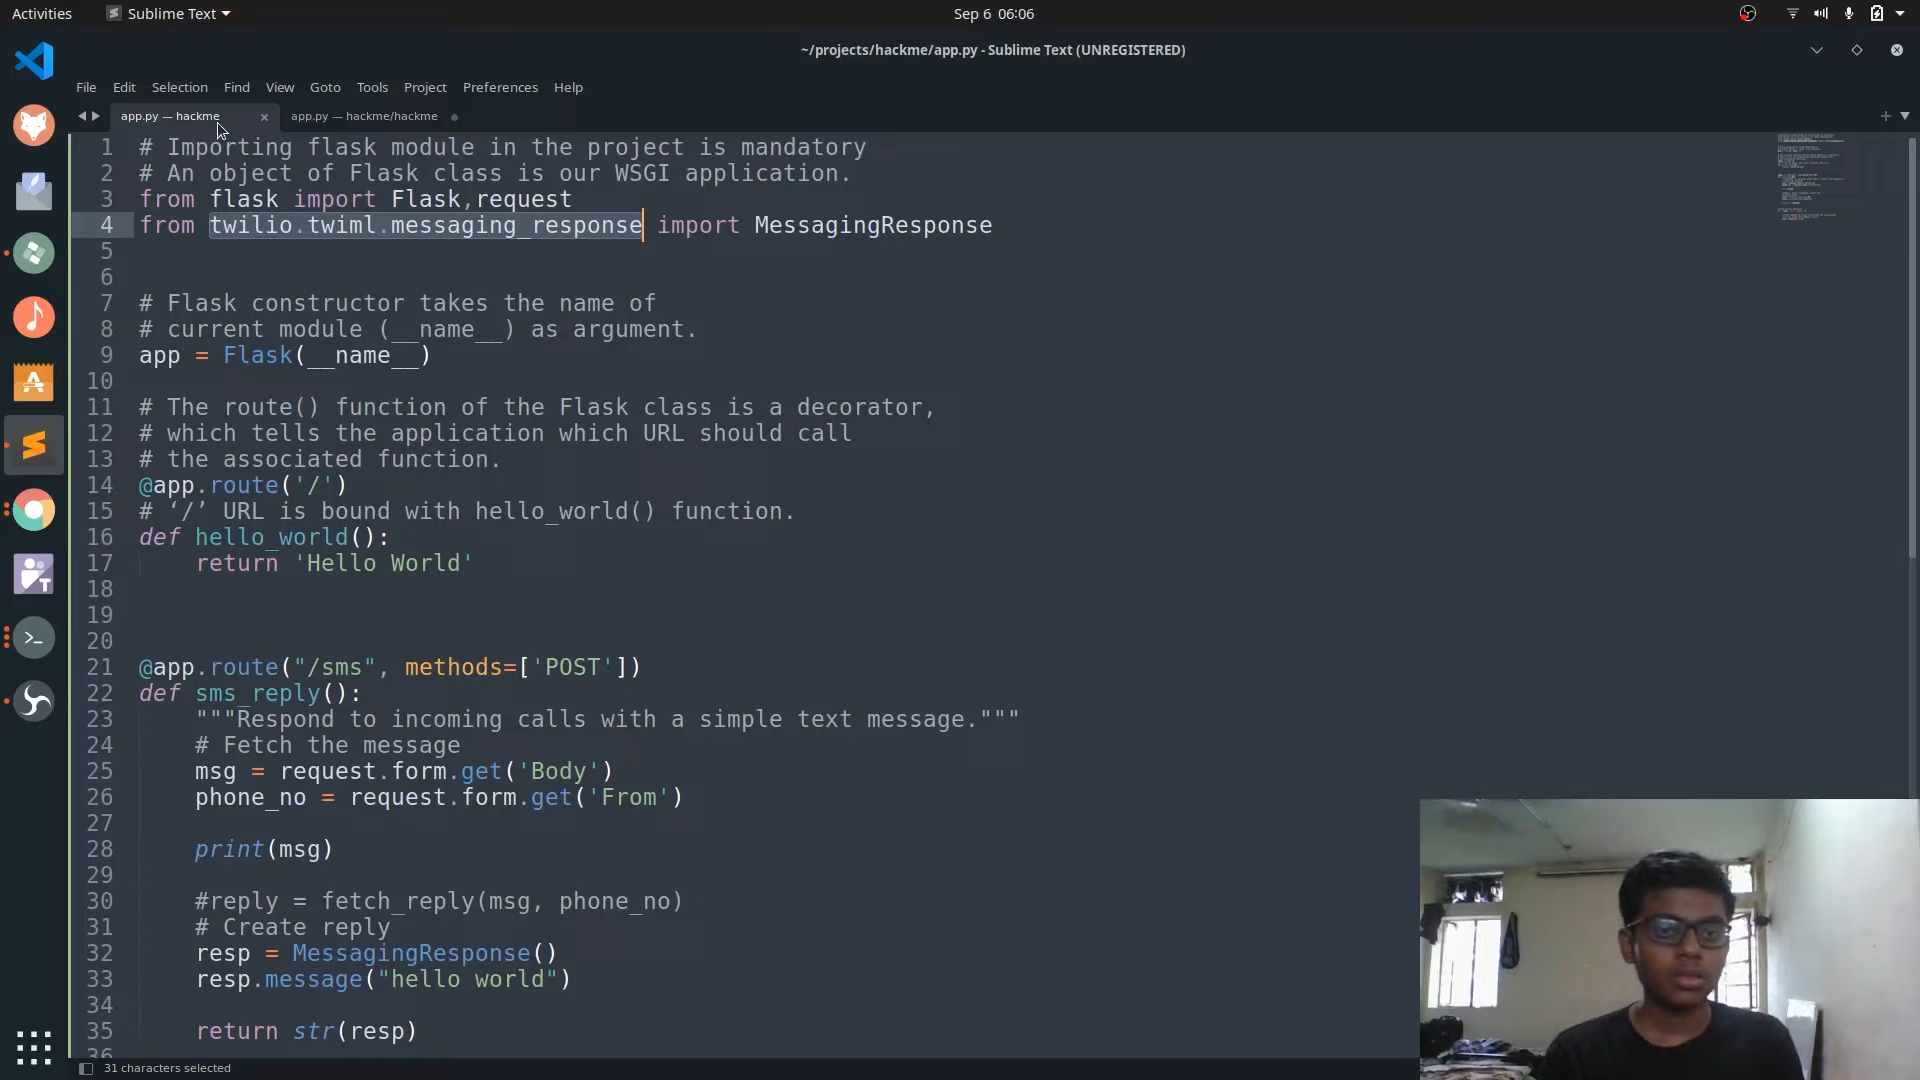 Activities
Sublime Text
Sep 6 06:06
~/projects/hackme/app.py - Sublime Text (UNREGISTERED)
File Edit Selection Find View Goto Tools Project Preferences Help
app.py — hackme
app.py — hackme/hackme
1 # Importing flask module in the project is mandatory
2 # An object of Flask class is our WSGI application.
3 from flask import Flask,request
4 from twilio.twiml.messaging_response import MessagingResponse
5
6
7 # Flask constructor takes the name of
8 # current module (__name__) as argument.
9 app = Flask(__name__)
10
11 # The route() function of the Flask class is a decorator,
12 # which tells the application which URL should call
13 # the associated function.
14 @app.route('/')
15 # ‘/’ URL is bound with hello_world() function.
16 def hello_world():
17     return 'Hello World'
18
19
20
21 @app.route("/sms", methods=['POST'])
22 def sms_reply():
23     """Respond to incoming calls with a simple text message."""
24     # Fetch the message
25     msg = request.form.get('Body')
26     phone_no = request.form.get('From')
27
28     print(msg)
29
30     #reply = fetch_reply(msg, phone_no)
31     # Create reply
32     resp = MessagingResponse()
33     resp.message("hello world")
34
35     return str(resp)
36
31 characters selected